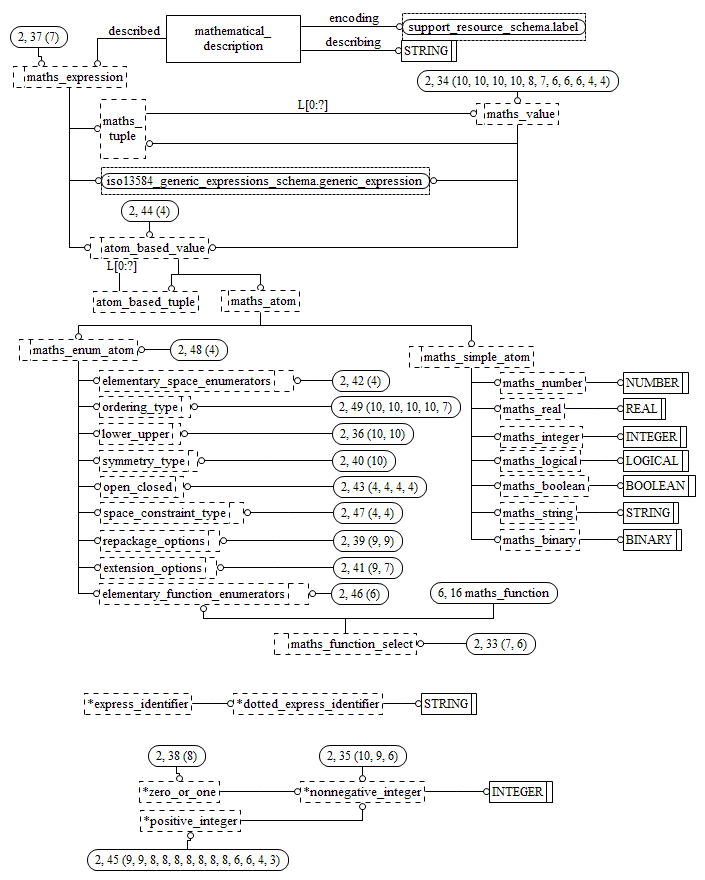 2, 37 (7)
described
mathematical_
description
encoding
support_resource_schema.label
describing
STRING
maths_expression
2, 34 (10, 10, 10, 10, 8, 7, 6, 6, 6, 4, 4)
L[0:?]
maths_
tuple
maths_value
iso13584_generic_expressions_schema.generic_expression
2, 44 (4)
atom_based_value
L[0:?]
atom_based_tuple
maths_atom
maths_enum_atom
2, 48 (4)
maths_simple_atom
elementary_space_enumerators
2, 42 (4)
maths_number
NUMBER
ordering_type
2, 49 (10, 10, 10, 10, 7)
maths_real
REAL
lower_upper
2, 36 (10, 10)
maths_integer
INTEGER
symmetry_type
2, 40 (10)
maths_logical
LOGICAL
open_closed
2, 43 (4, 4, 4, 4)
maths_boolean
BOOLEAN
space_constraint_type
2, 47 (4, 4)
maths_string
STRING
repackage_options
2, 39 (9, 9)
maths_binary
BINARY
extension_options
2, 41 (9, 7)
elementary_function_enumerators
2, 46 (6)
6, 16 maths_function
maths_function_select
2, 33 (7, 6)
*express_identifier
*dotted_express_identifier
STRING
2, 38 (8)
2, 35 (10, 9, 6)
*zero_or_one
*nonnegative_integer
INTEGER
*positive_integer
2, 45 (9, 9, 8, 8, 8, 8, 8, 8, 8, 6, 6, 4, 3)